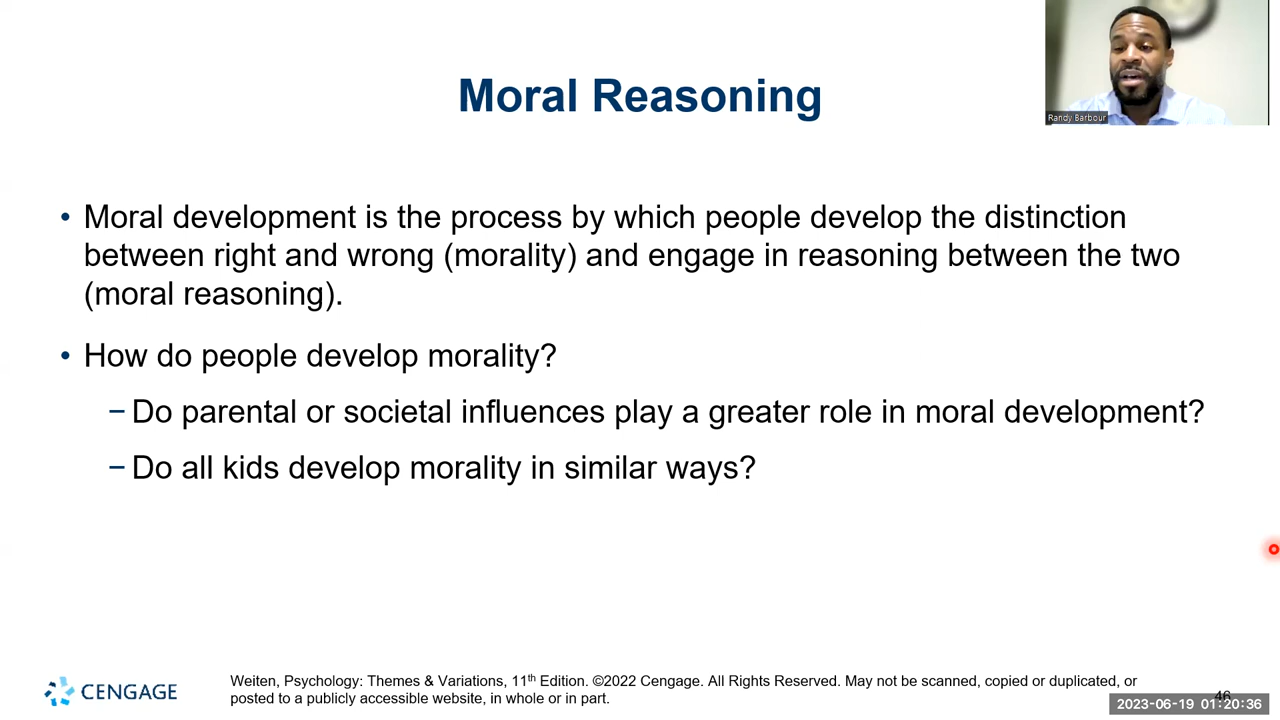 Moral Reasoning
Randy Barbour
• Moral development is the process by which people develop the distinction
between right and wrong (morality) and engage in reasoning between the two
(moral reasoning).
• How do people develop morality?
− Do parental or societal influences play a greater role in moral development?
− Do all kids develop morality in similar ways?
CENGAGE
Weiten, Psychology: Themes & Variations, 11th Edition. ©2022 Cengage. All Rights Reserved. May not be scanned, copied or duplicated, or
posted to a publicly accessible website, in whole or in part.
46
2023-06-19 01:20:36